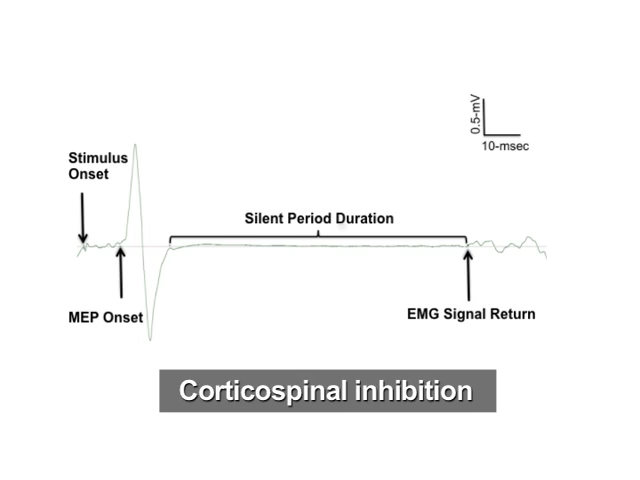 0.5-mV
10-msec
Stimulus
Onset
Silent Period Duration
MEP Onset
EMG Signal Return
Corticospinal inhibition